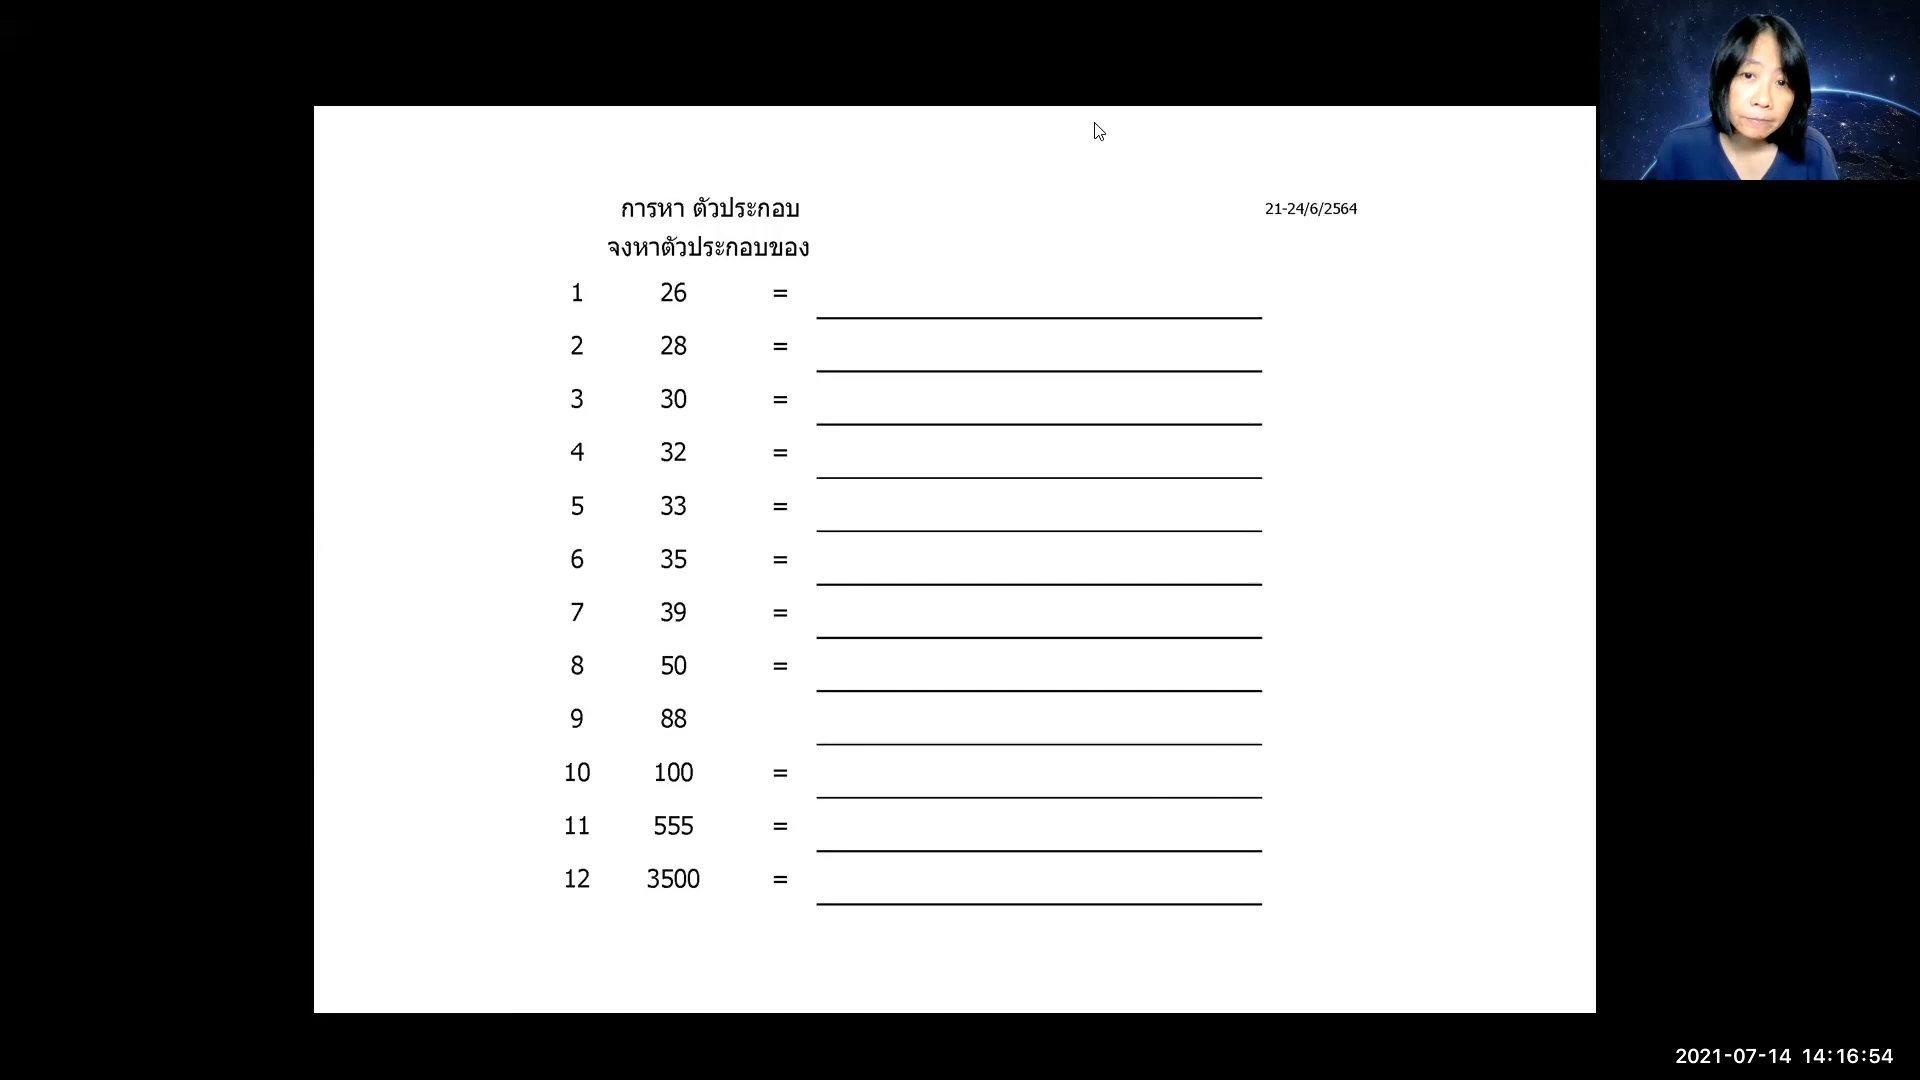 การหา ตัวประกอบ 21-24/6/2564
จงหาตัวประกอบของ
1 26 =
2 28 =
3 30 =
4 32 =
5 33 =
6 35 =
7 39 =
8 50 =
9 88
10 100 =
11 555 =
12 3500 =
2021-07-14 14:16:54